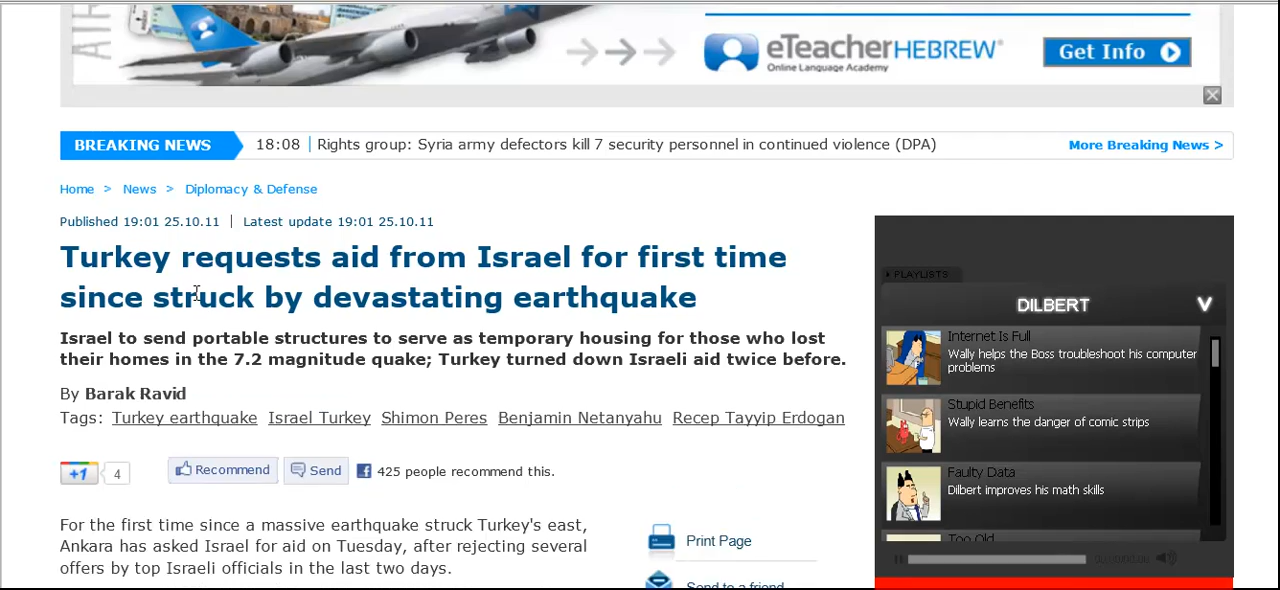 AIR
eTeacherHEBREW®
Online Language Academy
Get Info
BREAKING NEWS
18:08 | Rights group: Syria army defectors kill 7 security personnel in continued violence (DPA)
More Breaking News >
Home > News > Diplomacy & Defense
Published 19:01 25.10.11 | Latest update 19:01 25.10.11
Turkey requests aid from Israel for first time
since struck by devastating earthquake
Israel to send portable structures to serve as temporary housing for those who lost
their homes in the 7.2 magnitude quake; Turkey turned down Israeli aid twice before.
By Barak Ravid
Tags: Turkey earthquake Israel Turkey Shimon Peres Benjamin Netanyahu Recep Tayyip Erdogan
+1 4 Recommend Send 425 people recommend this.
For the first time since a massive earthquake struck Turkey's east,
Ankara has asked Israel for aid on Tuesday, after rejecting several
offers by top Israeli officials in the last two days.
Print Page
Send to a friend
PLAYLISTS
DILBERT
Internet Is Full
Wally helps the Boss troubleshoot his computer
problems
Stupid Benefits
Wally learns the danger of comic strips
Faulty Data
Dilbert improves his math skills
Too Old